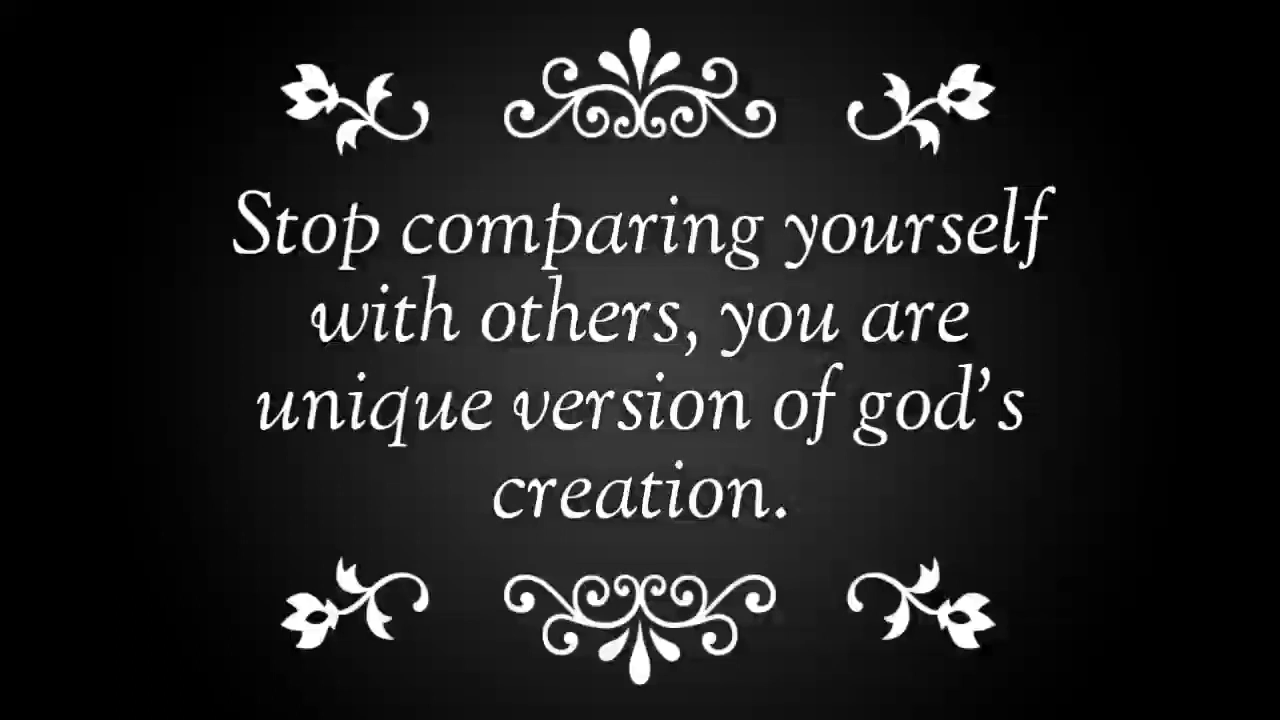 Stop comparing yourself
with others, you are
unique version of god's
creation.